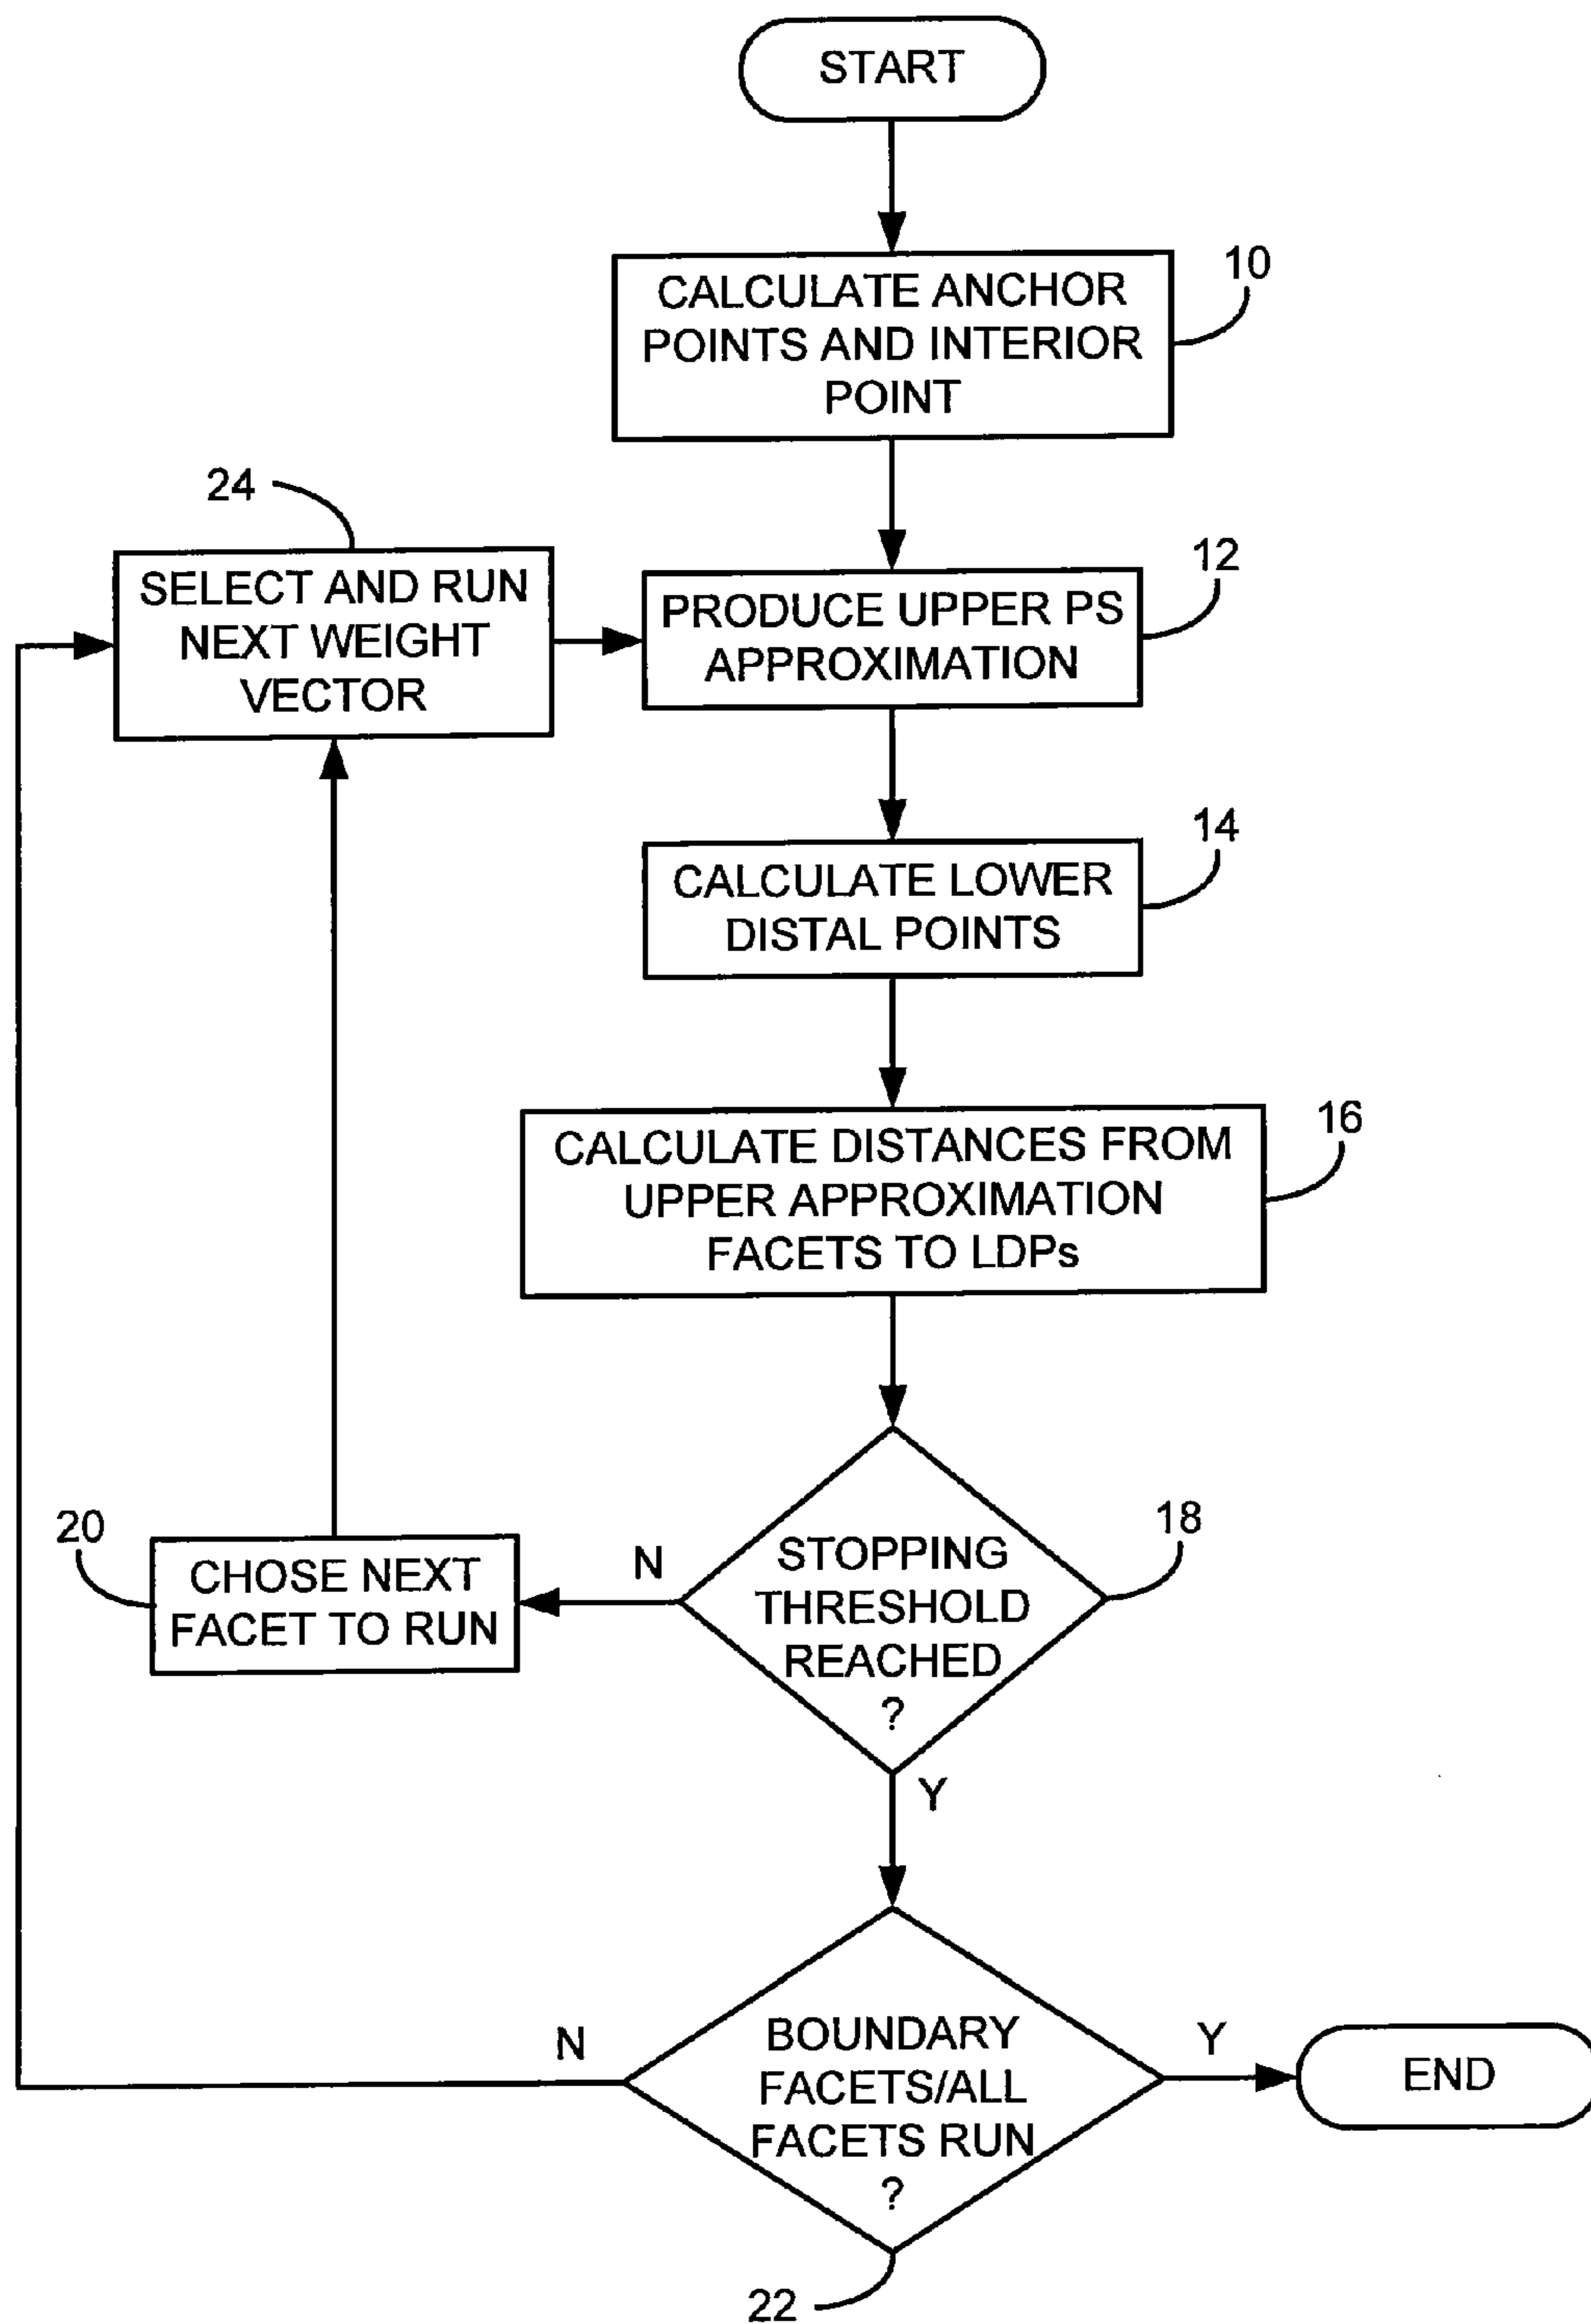 START
CALCULATE ANCHOR
POINTS AND INTERIOR
POINT
10
24
SELECT AND RUN
NEXT WEIGHT
VECTOR
PRODUCE UPPER PS
APPROXIMATION
12
CALCULATE LOWER
DISTAL POINTS
14
CALCULATE DISTANCES FROM
UPPER APPROXIMATION
FACETS TO LDPs
16
STOPPING
THRESHOLD
REACHED
?
18
N
Y
20
CHOSE NEXT
FACET TO RUN
BOUNDARY
FACETS/ALL
FACETS RUN
?
22
N
Y
END